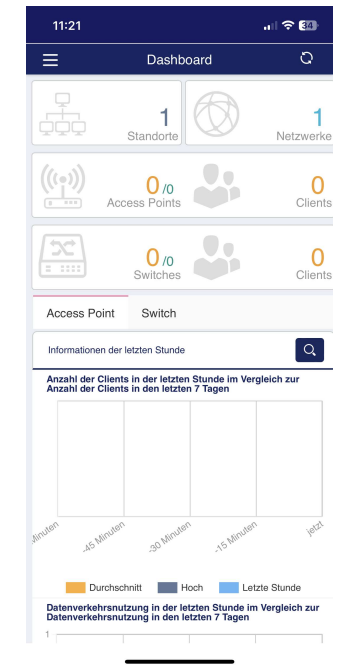 11:21
34
Dashboard
1
Standorte
1
Netzwerke
0 /0
Access Points
0
Clients
0 /0
Switches
0
Clients
Access Point
Switch
Informationen der letzten Stunde
Anzahl der Clients in der letzten Stunde im Vergleich zur
Anzahl der Clients in den letzten 7 Tagen
-45 Minuten
-30 Minuten
-15 Minuten
jetzt
Durchschnitt
Hoch
Letzte Stunde
Datenverkehrsnutzung in der letzten Stunde im Vergleich zur
Datenverkehrsnutzung in den letzten 7 Tagen
1